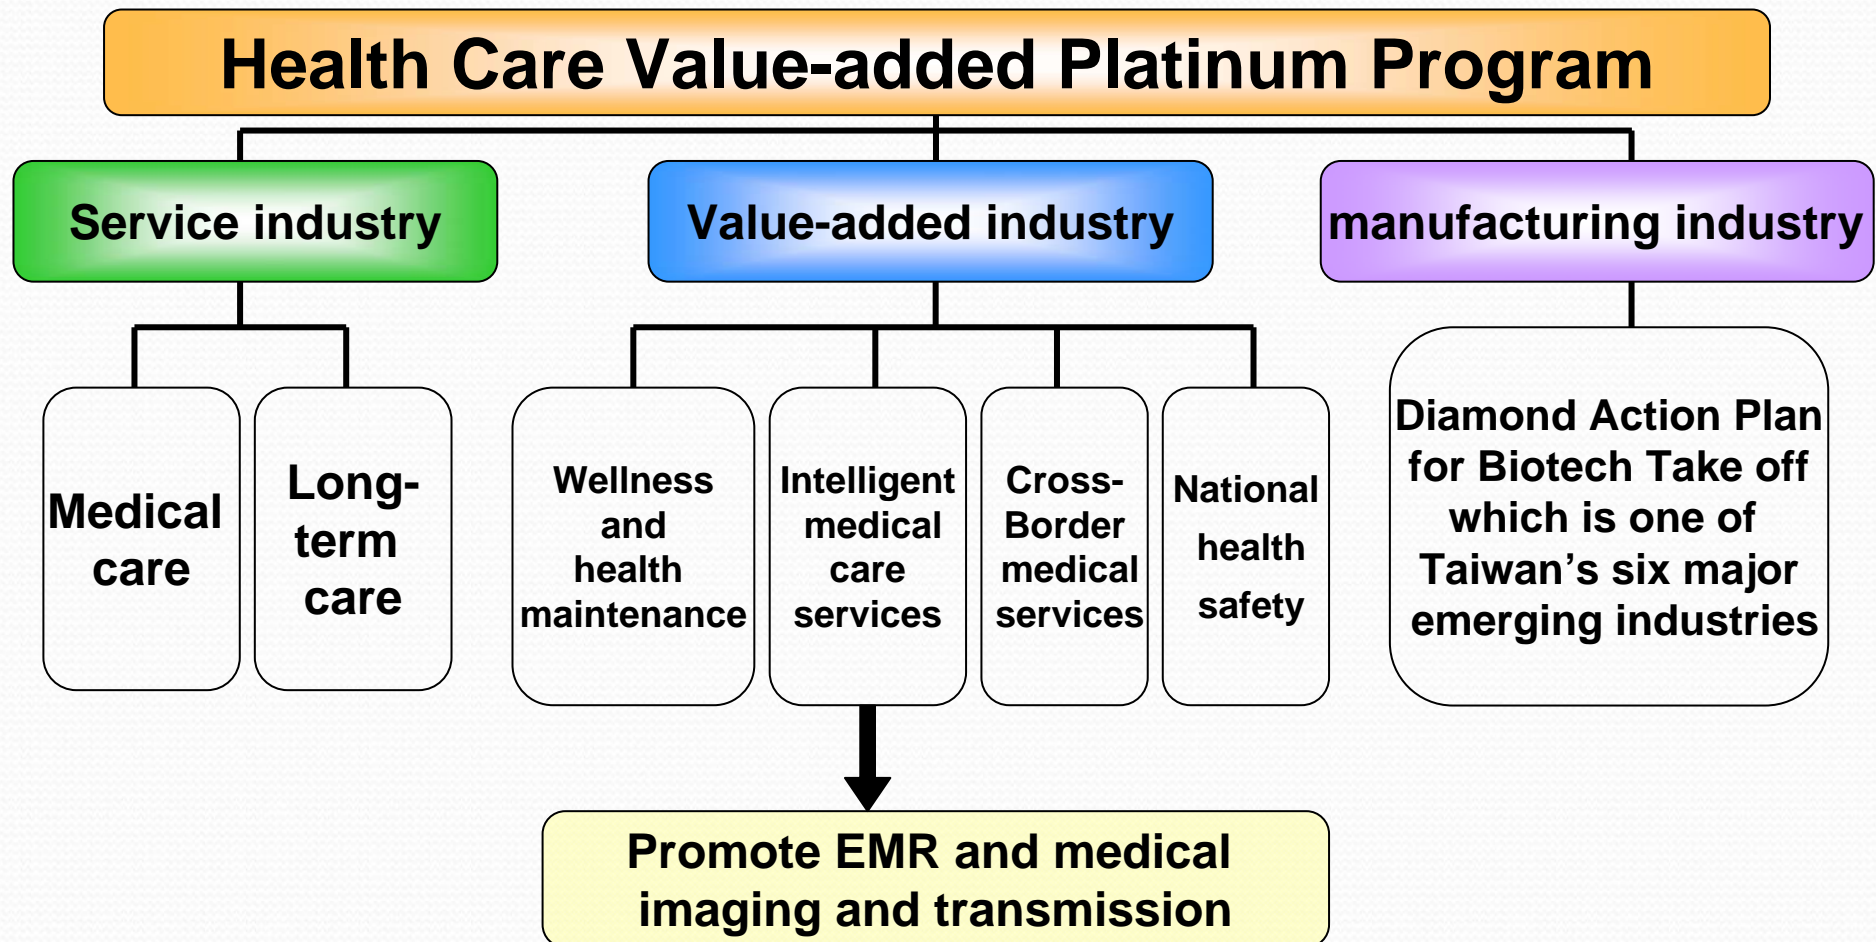 Health Care Value-added Platinum Program
Service industry
Value-added industry
manufacturing industry
Medical
care
Long-
term
care
Wellness
and
health
maintenance
Intelligent
medical
care
services
Cross-
Border
medical
services
National
health
safety
Diamond Action Plan
for Biotech Take off
which is one of
Taiwan’s six major
emerging industries
Promote EMR and medical
imaging and transmission